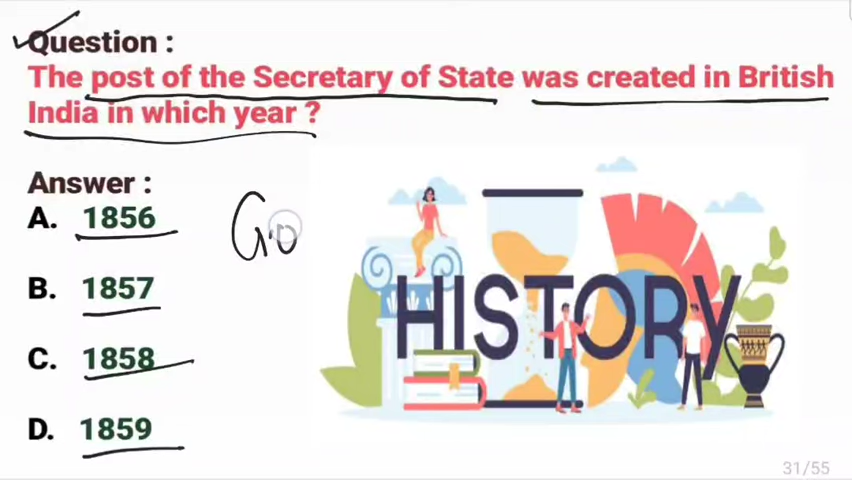 Question :
The post of the Secretary of State was created in British
India in which year ?
Answer :
A. 1856
B. 1857
C. 1858
D. 1859
HISTORY
31/55